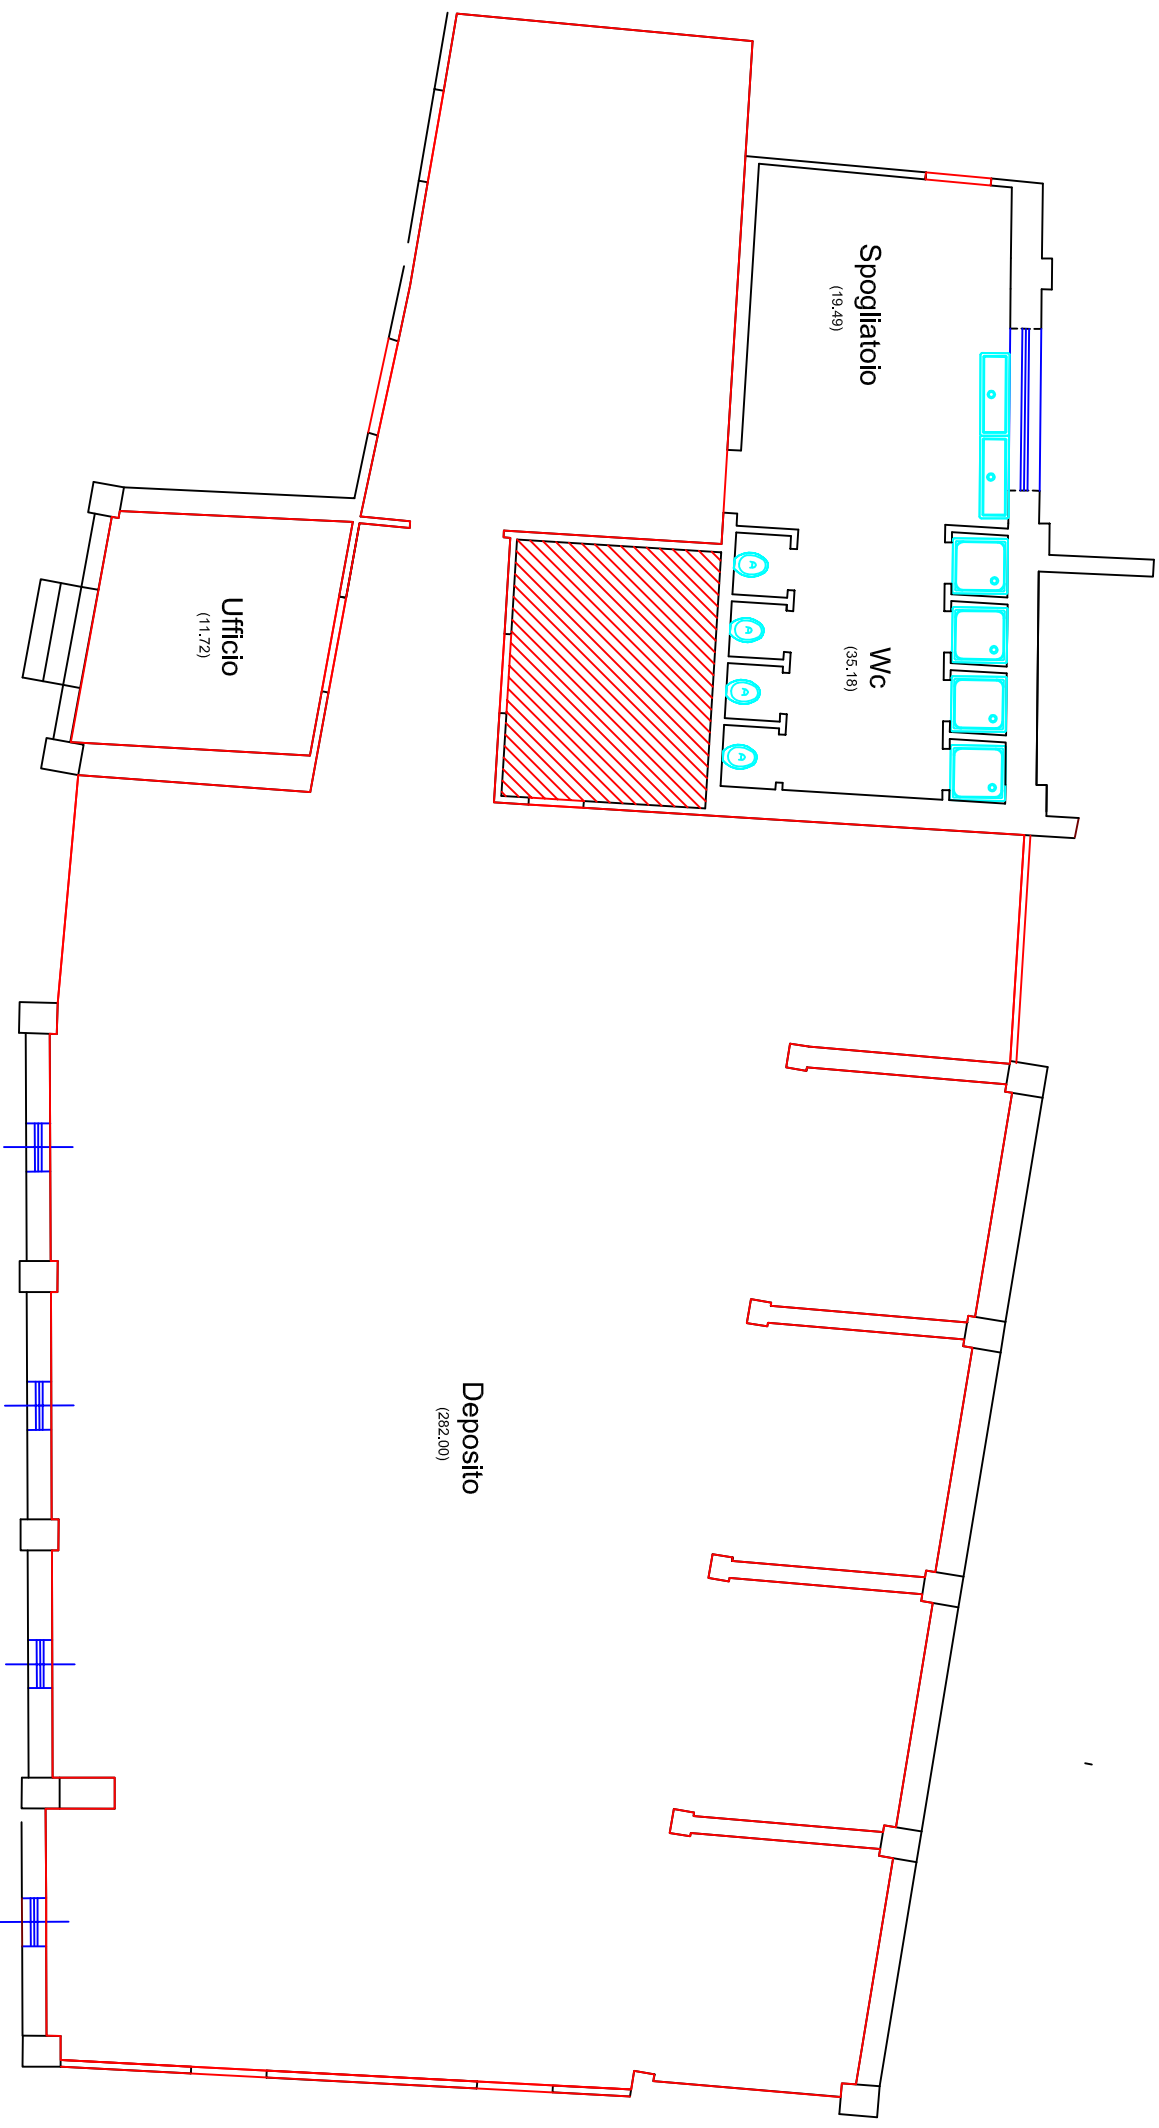 Spogliatoio
(19.49)
Wc
(35.18)
A
A
A
A
Ufficio
(11.72)
Deposito
(282.00)